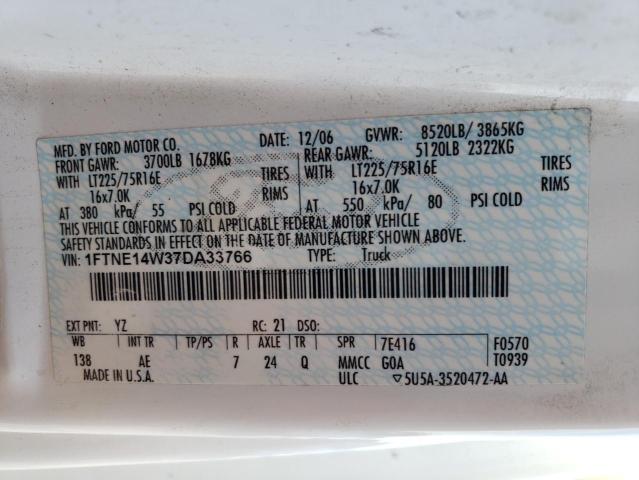 MFD. BY FORD MOTOR CO. DATE: 12/06 GVWR: 8520LB/ 3865KG
FRONT GAWR: 3700LB 1678KG REAR GAWR: 5120LB 2322KG
WITH LT225/75R16E TIRES WITH LT225/75R16E TIRES
16x7.0K RIMS 16x7.0K RIMS
AT 380 kPa/ 55 PSI COLD AT 550 kPa/ 80 PSI COLD
THIS VEHICLE CONFORMS TO ALL APPLICABLE FEDERAL MOTOR VEHICLE
SAFETY STANDARDS IN EFFECT ON THE DATE OF MANUFACTURE SHOWN ABOVE.
VIN: 1FTNE14W37DA33766 TYPE: Truck
EXT PNT: YZ RC: 21 DSO:
WB INT TR TP/PS R AXLE TR SPR 7E416 F0570
138 AE 7 24 Q MMCC GOA T0939
MADE IN U.S.A. ULC 5U5A-3520472-AA